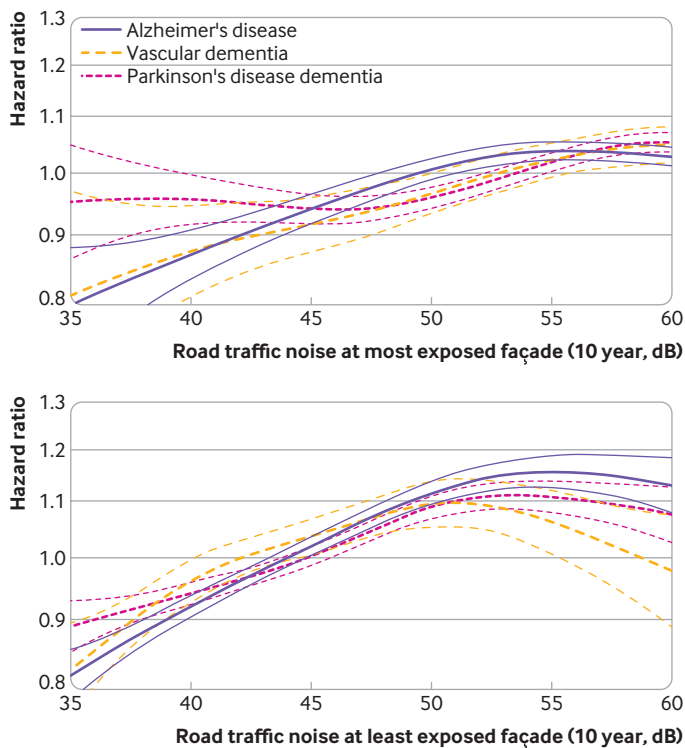 Hazard ratio
1.3
1.2
1.1
1.0
0.9
0.8
Alzheimer's disease
Vascular dementia
Parkinson's disease dementia
35 40 45 50 55 60
Road traffic noise at most exposed façade (10 year, dB)
Hazard ratio
1.3
1.2
1.1
1.0
0.9
0.8
35 40 45 50 55 60
Road traffic noise at least exposed façade (10 year, dB)